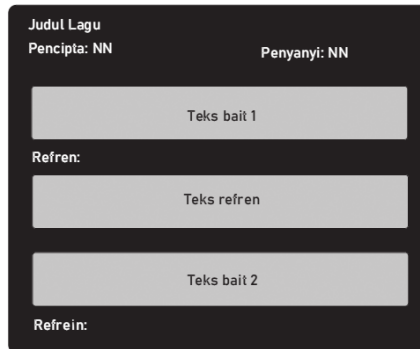 Judul Lagu
Pencipta: NN
Penyanyi: NN
Teks bait 1
Refren:
Teks refren
Teks bait 2
Refrein: